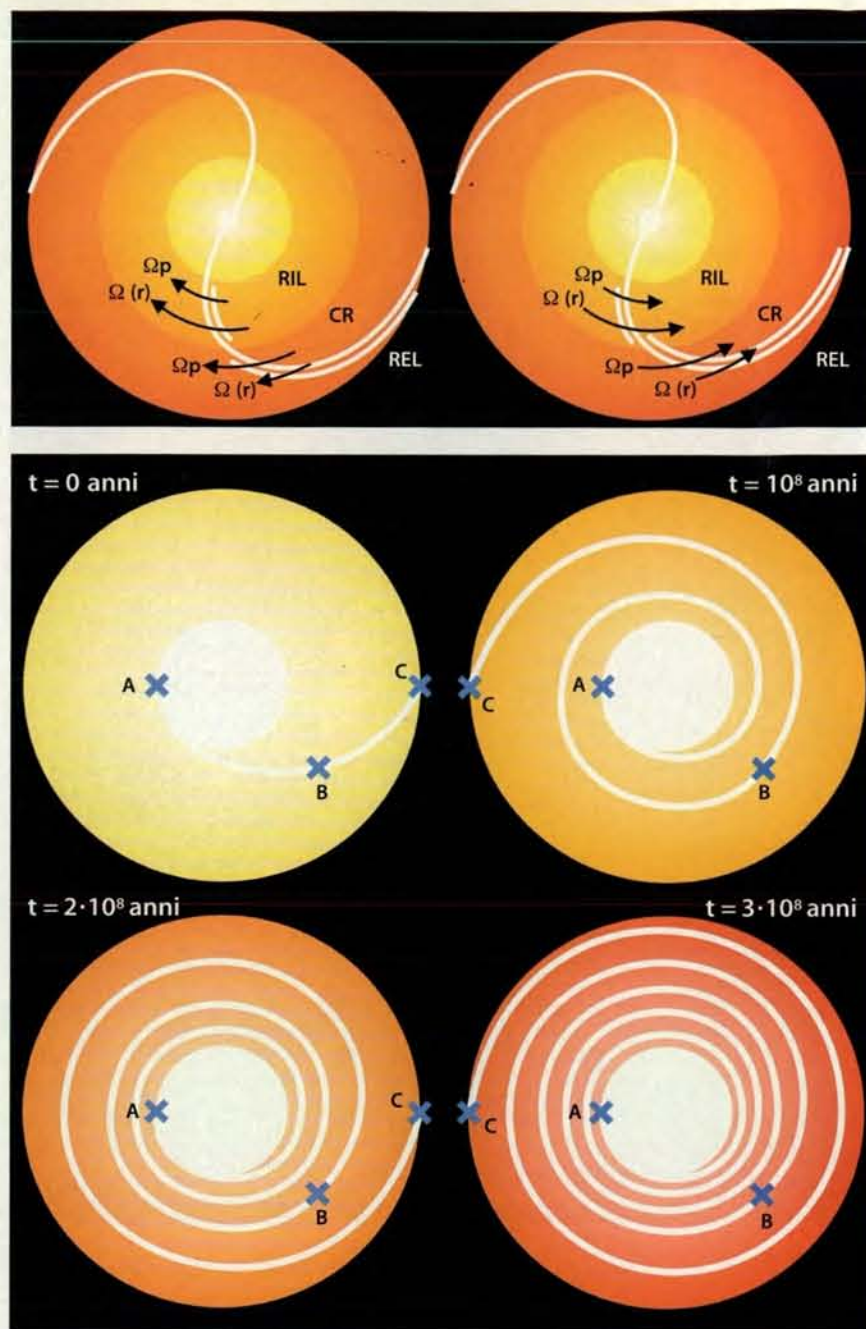 Ωp
Ω (r)
RIL
CR
Ωp
Ω (r)
REL
Ωp
Ω (r)
RIL
CR
Ωp
Ω (r)
REL
t = 0 anni
A
B
C
t = 10⁸ anni
C
A
B
t = 2·10⁸ anni
A
B
C
t = 3·10⁸ anni
C
A
B